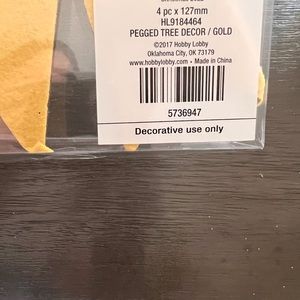 4 pc x 127mm
HL9184464
PEGGED TREE DECOR / GOLD
©2017 Hobby Lobby
Oklahoma City, OK 73179
www.hobbylobby.com • Made in China
5736947
Decorative use only